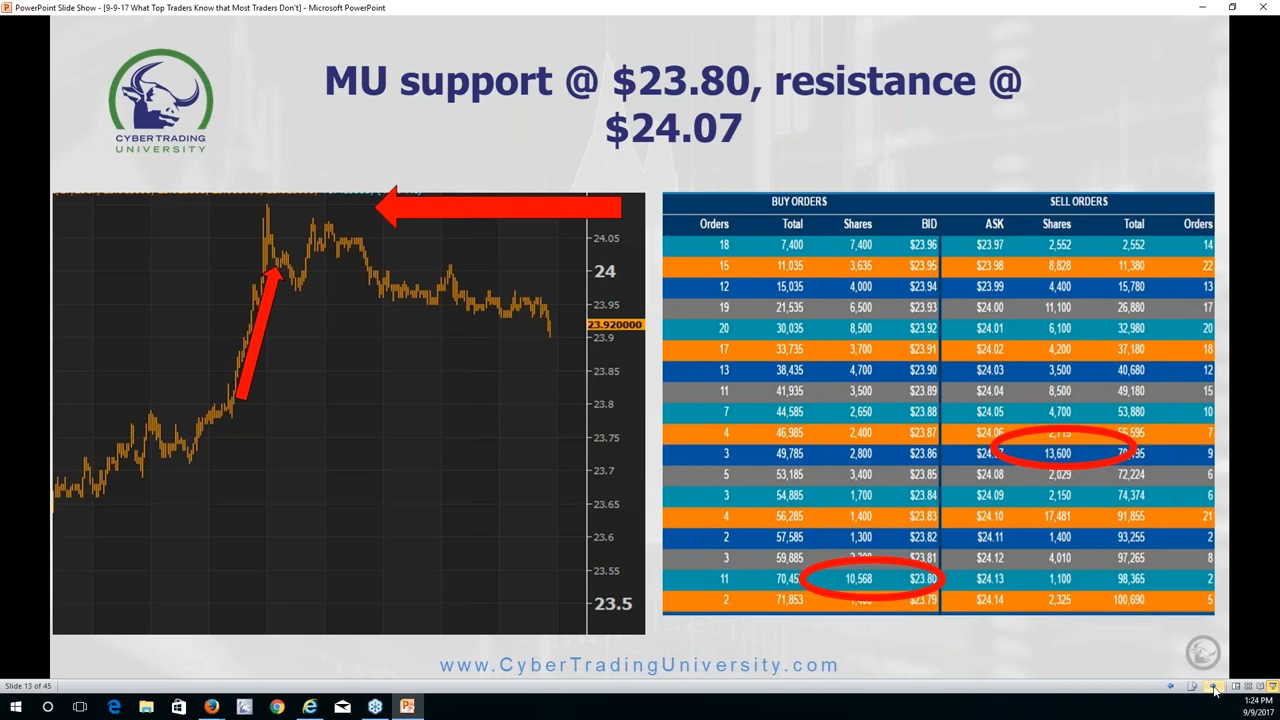 PowerPoint Slide Show - [9-9-17 What Top Traders Know that Most Traders Don't] - Microsoft PowerPoint
CYBERTRADING
UNIVERSITY
MU support @ $23.80, resistance @
$24.07
24.05
24
23.95
23.920000
23.9
23.85
23.8
23.75
23.7
23.65
23.6
23.55
23.5
BUY ORDERS SELL ORDERS
Orders Total Shares BID ASK Shares Total Orders
18 7,400 7,400 $23.96 $23.97 2,552 2,552 14
15 11,035 3,635 $23.95 $23.98 8,828 11,380 22
12 15,035 4,000 $23.94 $23.99 4,400 15,780 13
19 21,535 6,500 $23.93 $24.00 11,100 26,880 17
20 30,035 8,500 $23.92 $24.01 6,100 32,980 20
17 33,735 3,700 $23.91 $24.02 4,200 37,180 18
13 38,435 4,700 $23.90 $24.03 3,500 40,680 12
11 41,935 3,500 $23.89 $24.04 8,500 49,180 15
7 44,585 2,650 $23.88 $24.05 4,700 53,880 10
4 46,985 2,400 $23.87 $24.06 7
3 49,785 2,800 $23.86 13,600 9
5 53,185 3,400 $23.85 $24.08 2,029 72,224 6
3 54,885 1,700 $23.84 $24.09 2,150 74,374 6
4 56,285 1,400 $23.83 $24.10 17,481 91,855 21
2 57,585 1,300 $23.82 $24.11 1,400 93,255 2
3 59,885 $23.81 $24.12 4,010 97,265 8
11 10,568 $23.80 $24.13 1,100 98,365 2
2 71,853 $23.79 $24.14 2,325 100,690 5
www.CyberTradingUniversity.com
Slide 13 of 45
1:24 PM
9/9/2017